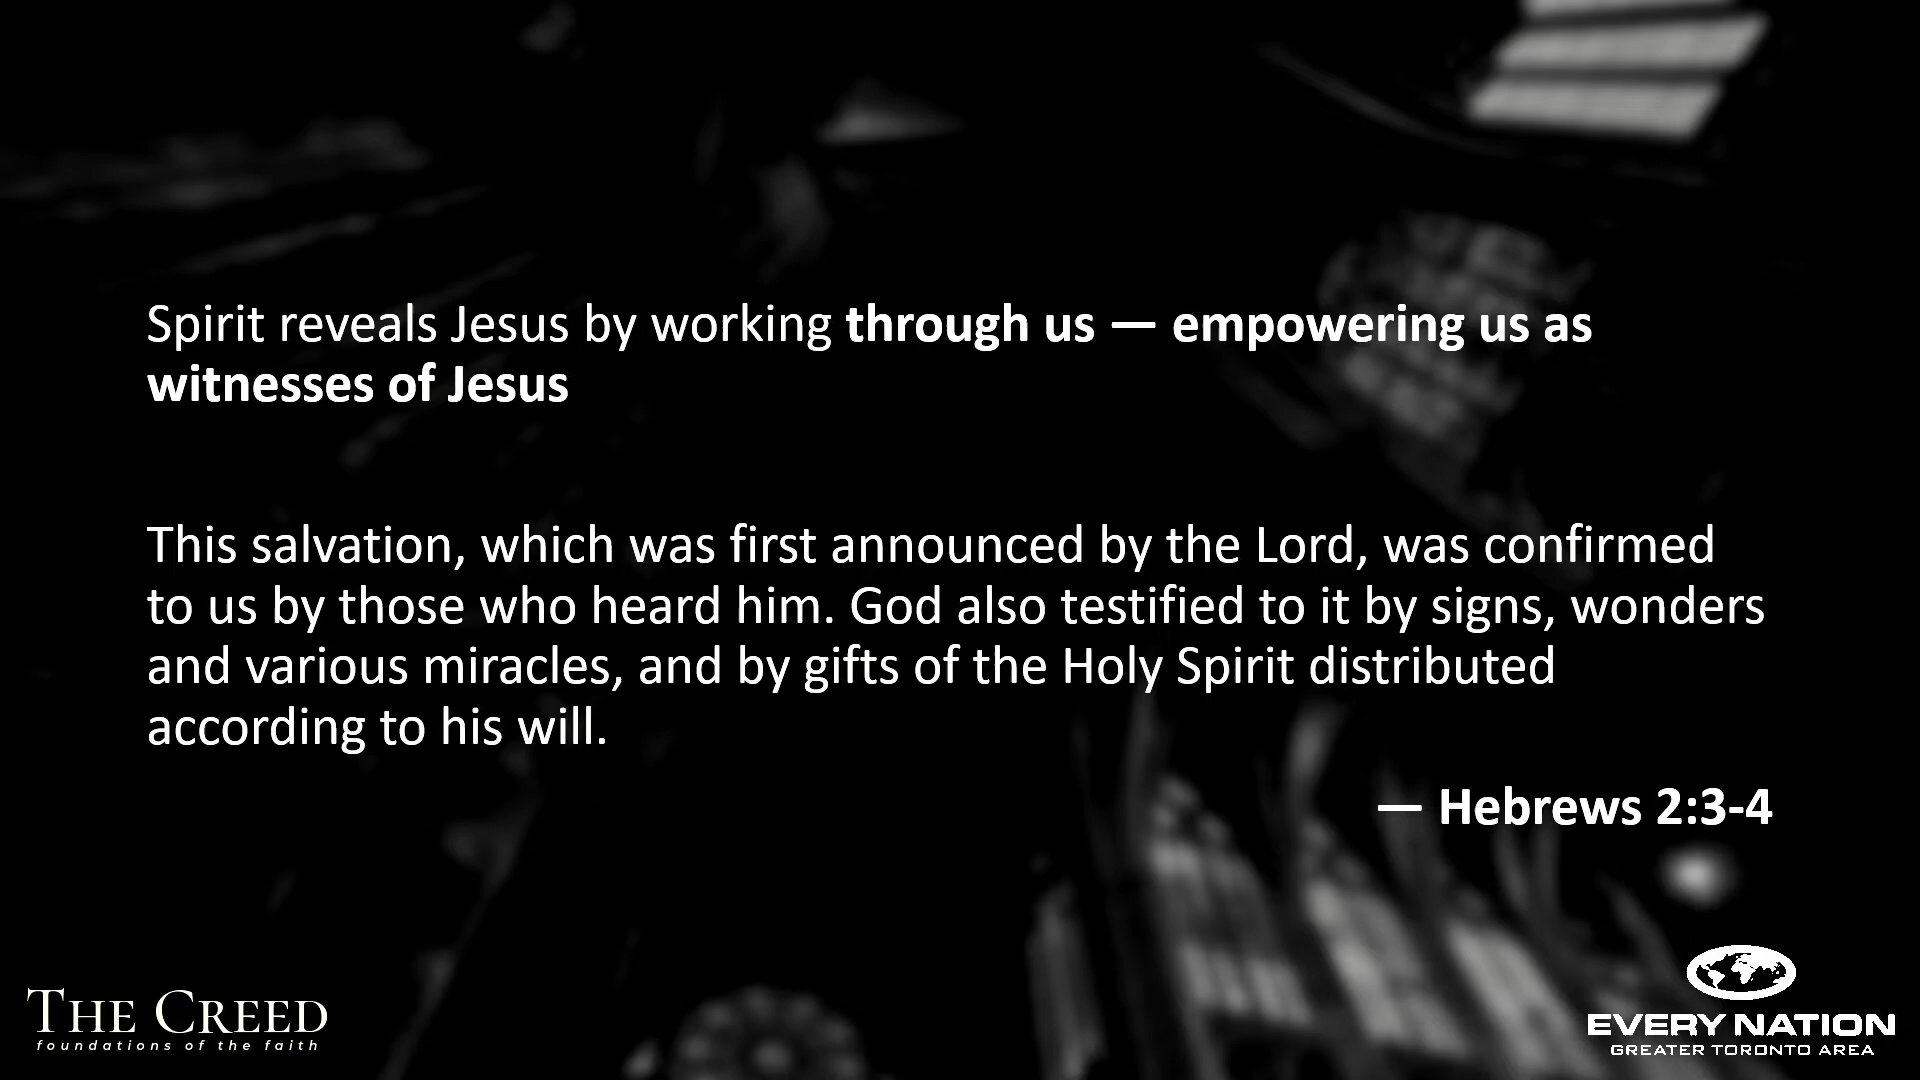 Spirit reveals Jesus by working through us — empowering us as
witnesses of Jesus
This salvation, which was first announced by the Lord, was confirmed
to us by those who heard him. God also testified to it by signs, wonders
and various miracles, and by gifts of the Holy Spirit distributed
according to his will.
— Hebrews 2:3-4
THE CREED
foundations of the faith
EVERY NATION
GREATER TORONTO AREA